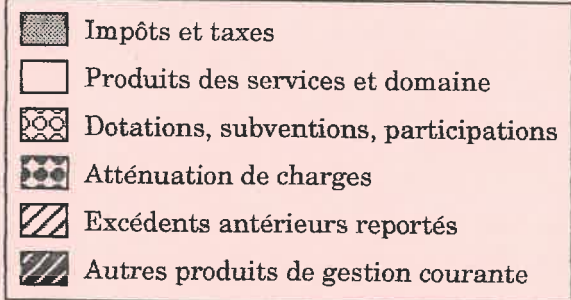 Impôts et taxes
Produits des services et domaine
Dotations, subventions, participations
Atténuation de charges
Excédents antérieurs reportés
Autres produits de gestion courante